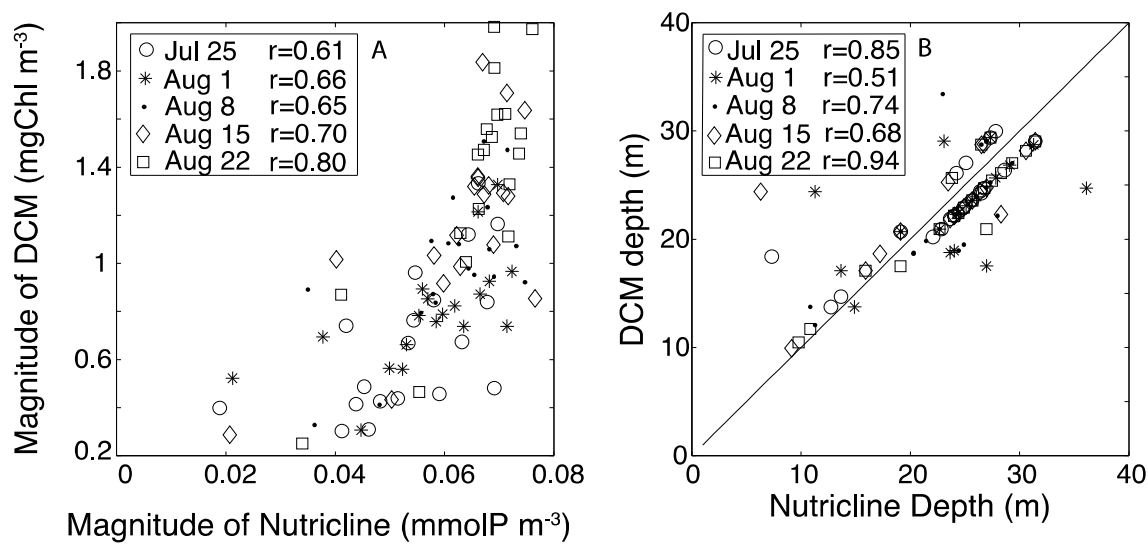 A
Jul 25 r=0.61
Aug 1 r=0.66
Aug 8 r=0.65
Aug 15 r=0.70
Aug 22 r=0.80
Magnitude of DCM (mgChl m-3)
1.8
1.4
1
0.6
0.2
0 0.02 0.04 0.06 0.08
Magnitude of Nutricline (mmolP m-3)
B
Jul 25 r=0.85
Aug 1 r=0.51
Aug 8 r=0.74
Aug 15 r=0.68
Aug 22 r=0.94
DCM depth (m)
40
30
20
10
0
10 20 30 40
Nutricline Depth (m)